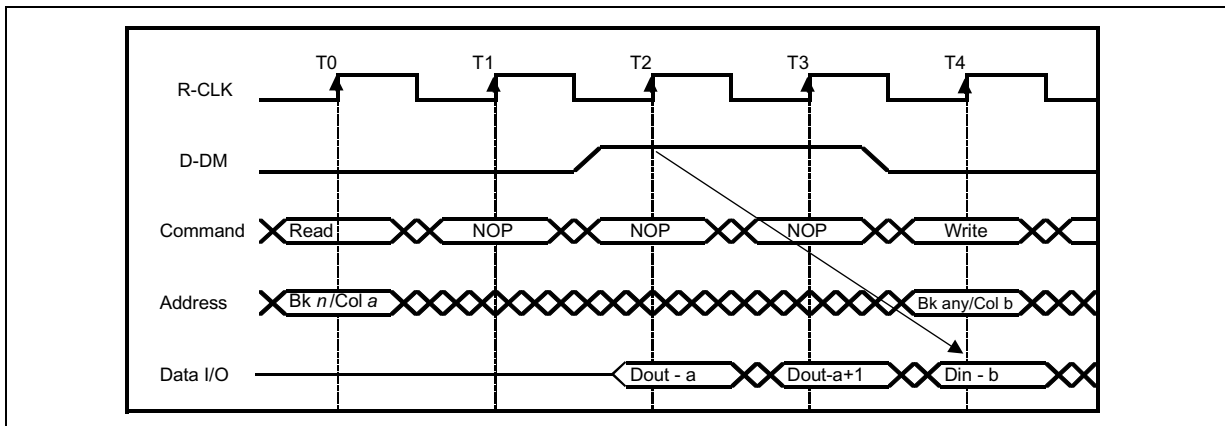 T0 T1 T2 T3 T4
R-CLK
D-DM
Command Read NOP NOP NOP Write
Address Bk n/Col a Bk any/Col b
Data I/O Dout - a Dout-a+1 Din - b